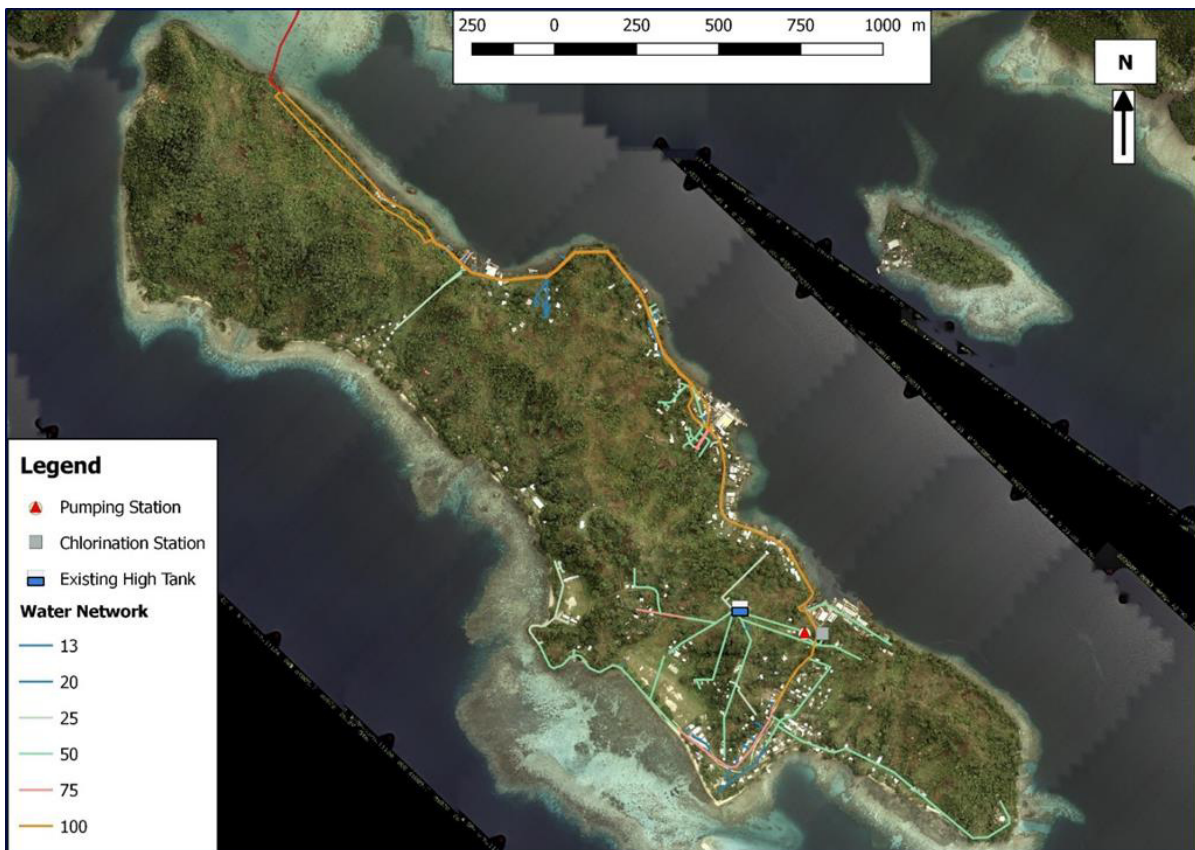 250 0 250 500 750 1000 m
N
Legend
Pumping Station
Chlorination Station
Existing High Tank
Water Network
13
20
25
50
75
100